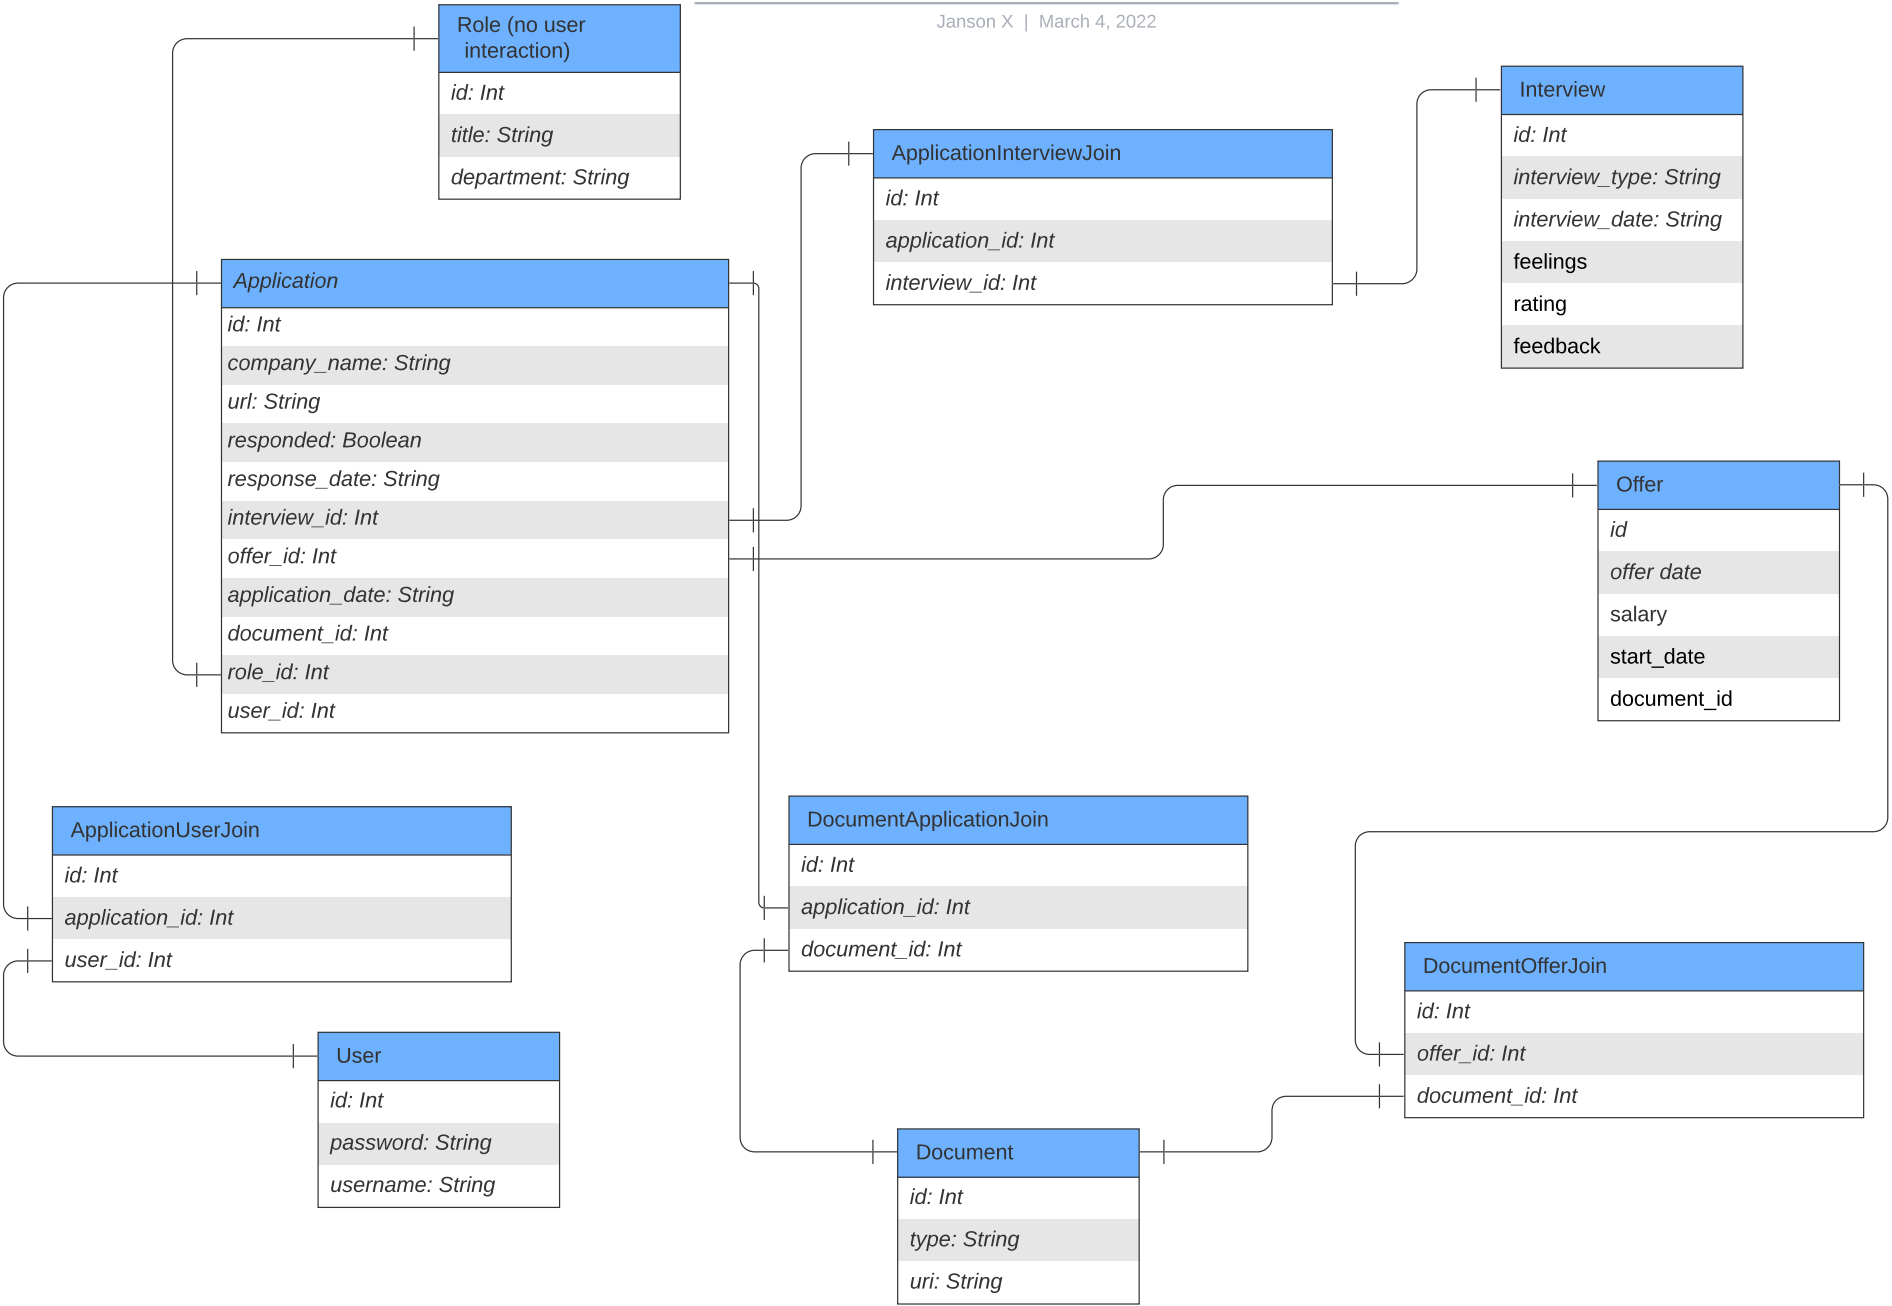 Janson X | March 4, 2022
Role (no user
interaction)
id: Int
title: String
department: String
Interview
id: Int
interview_type: String
interview_date: String
feelings
rating
feedback
ApplicationInterviewJoin
id: Int
application_id: Int
interview_id: Int
Application
id: Int
company_name: String
url: String
responded: Boolean
response_date: String
interview_id: Int
offer_id: Int
application_date: String
document_id: Int
role_id: Int
user_id: Int
Offer
id
offer date
salary
start_date
document_id
ApplicationUserJoin
id: Int
application_id: Int
user_id: Int
DocumentApplicationJoin
id: Int
application_id: Int
document_id: Int
DocumentOfferJoin
id: Int
offer_id: Int
document_id: Int
User
id: Int
password: String
username: String
Document
id: Int
type: String
uri: String